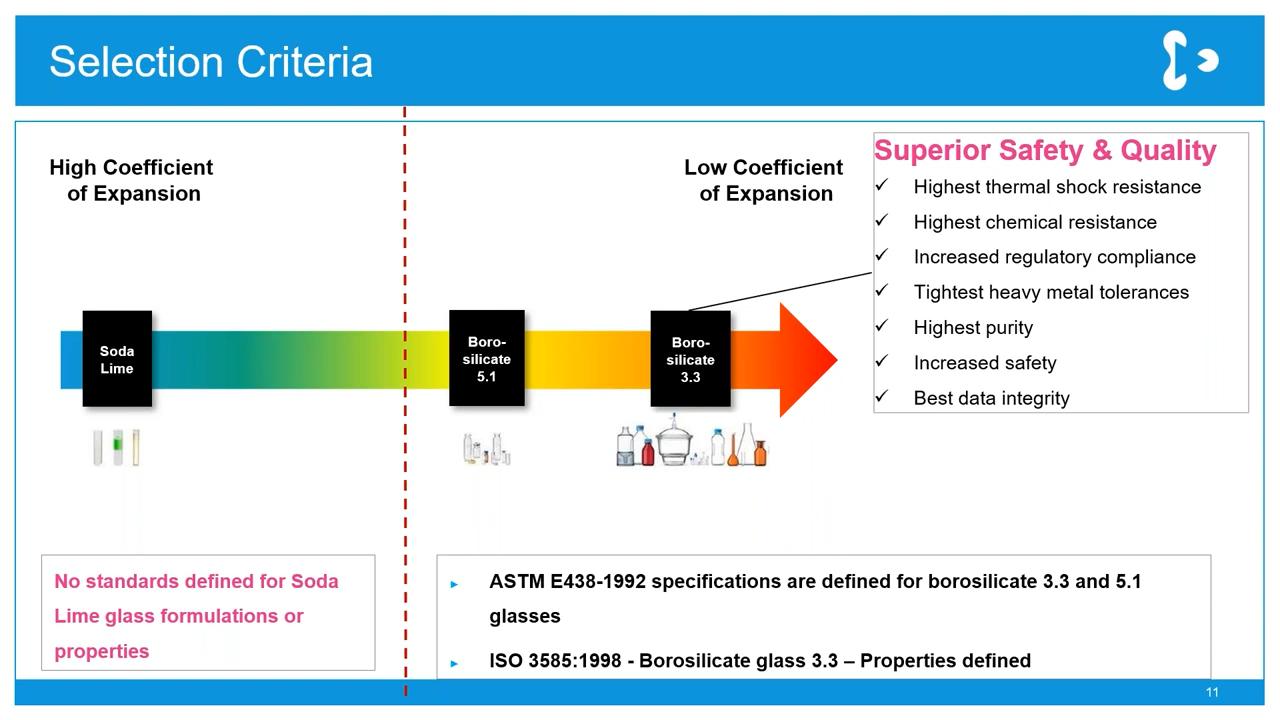 Selection Criteria
High Coefficient
of Expansion
Low Coefficient
of Expansion
Superior Safety & Quality
Highest thermal shock resistance
Highest chemical resistance
Increased regulatory compliance
Tightest heavy metal tolerances
Highest purity
Increased safety
Best data integrity
Soda
Lime
Boro-
silicate
5.1
Boro-
silicate
3.3
No standards defined for Soda
Lime glass formulations or
properties
ASTM E438-1992 specifications are defined for borosilicate 3.3 and 5.1
glasses
ISO 3585:1998 - Borosilicate glass 3.3 – Properties defined
11